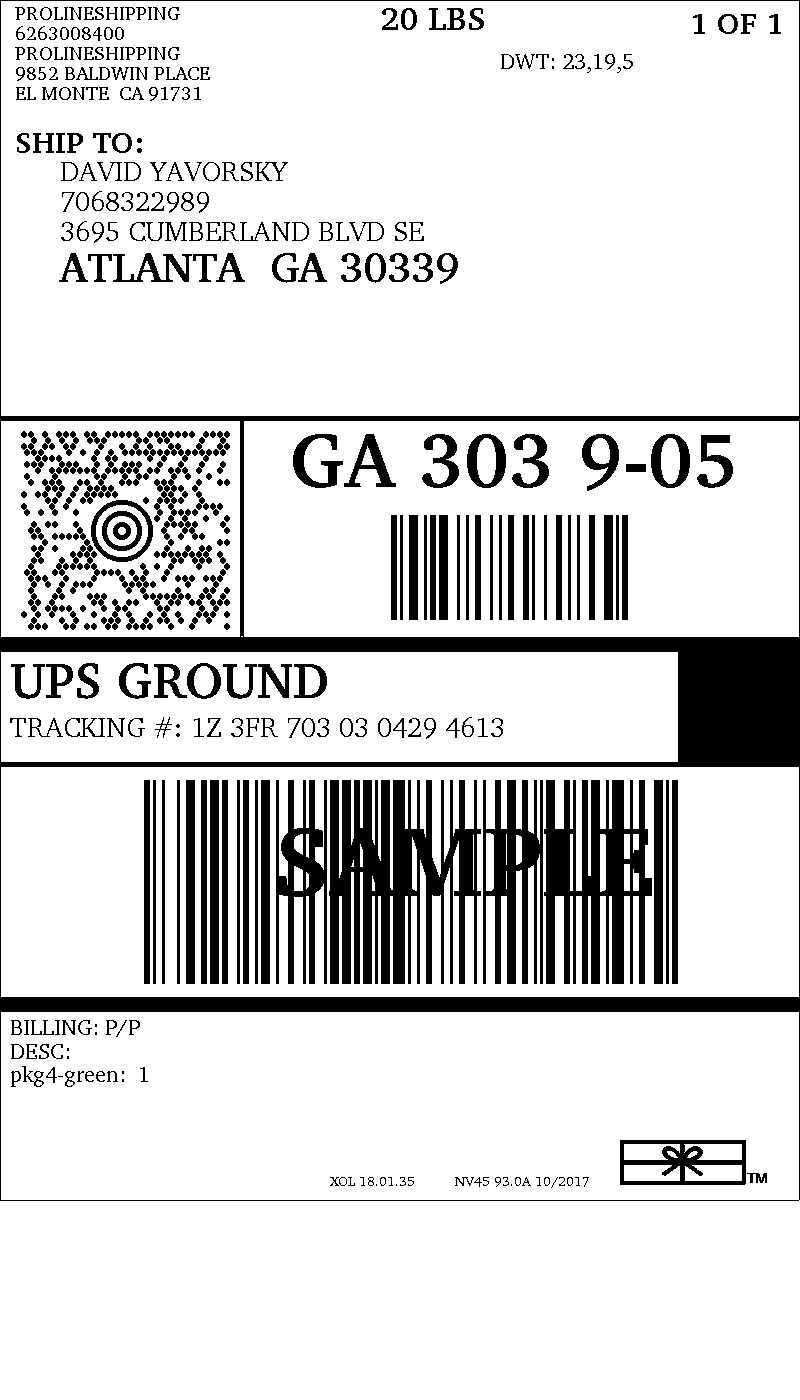 PROLINESHIPPING
6263008400
PROLINESHIPPING
9852 BALDWIN PLACE
EL MONTE  CA 91731
20 LBS
1 OF 1
DWT: 23,19,5
SHIP TO:
DAVID YAVORSKY
7068322989
3695 CUMBERLAND BLVD SE
ATLANTA  GA 30339
GA 303 9-05
UPS GROUND
TRACKING #: 1Z 3FR 703 03 0429 4613
SAMPLE
BILLING: P/P
DESC:
pkg4-green:  1
XOL 18.01.35
NV45 93.0A 10/2017
TM